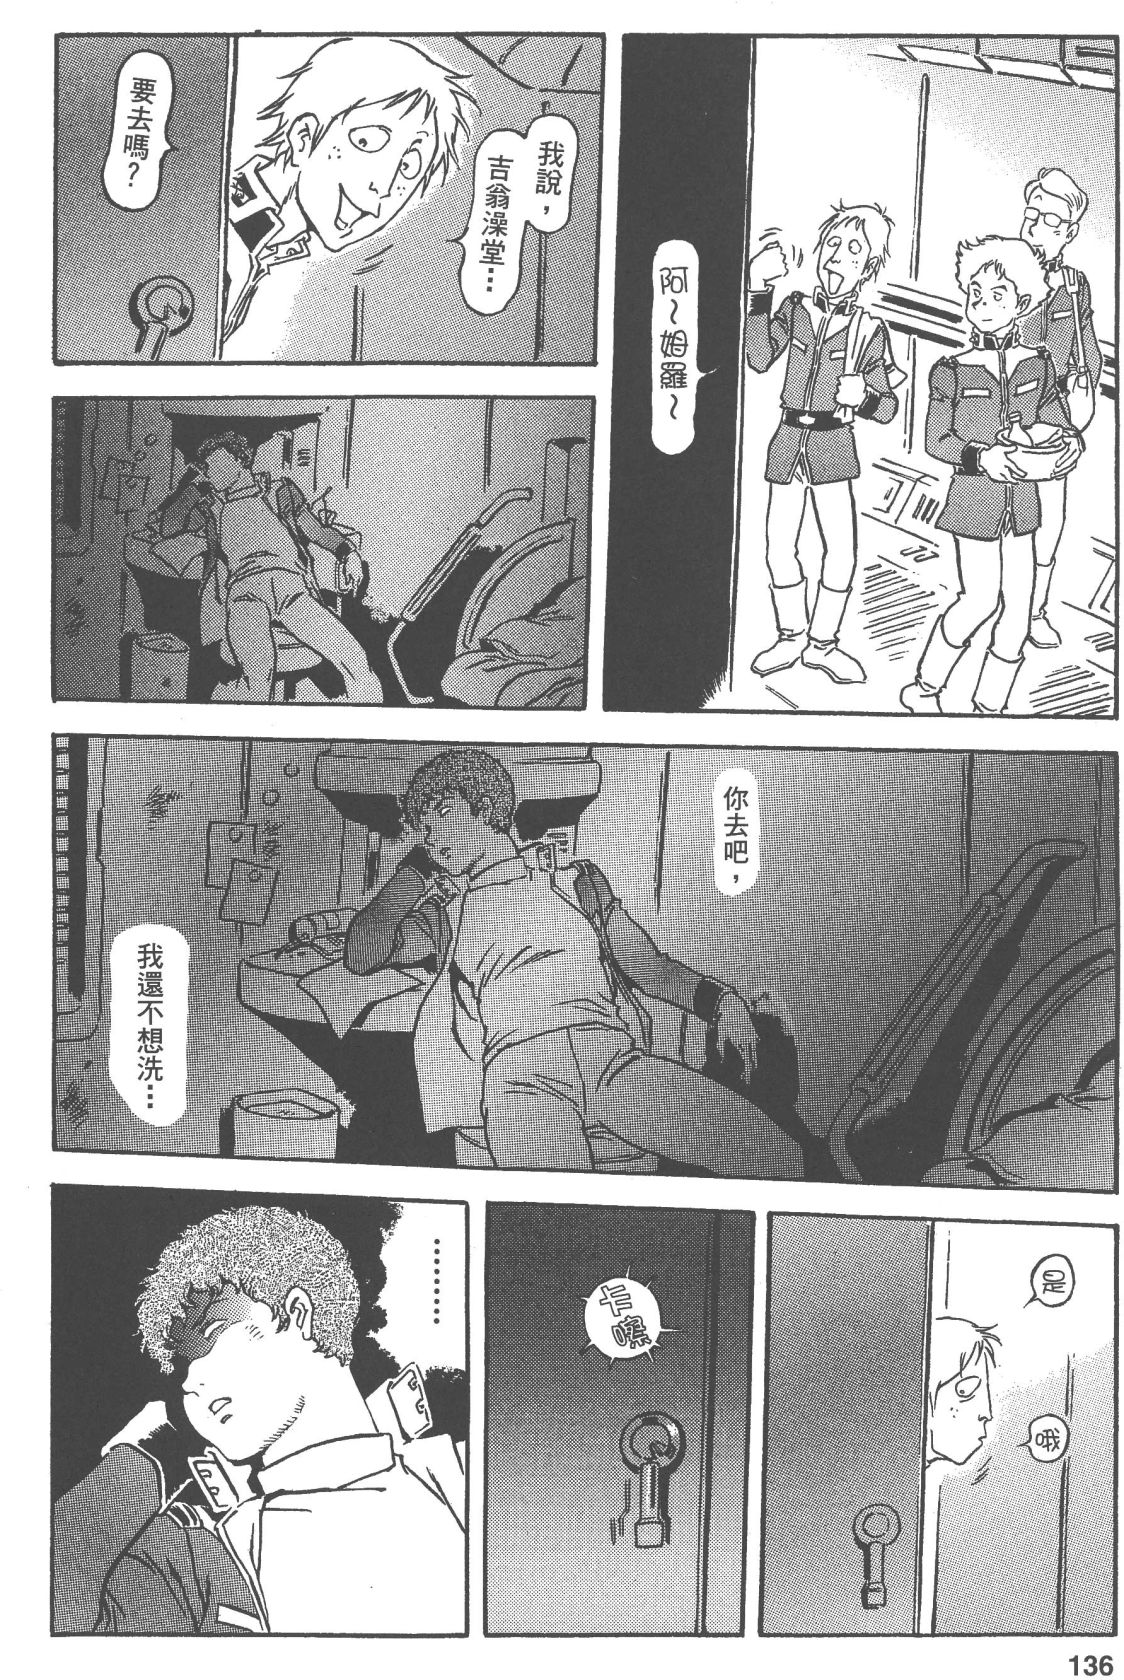 阿～姆羅～
我說，
吉翁澡堂…
要去嗎？
你去吧，
我還不想洗…
是
哦
卡嚓
………
136